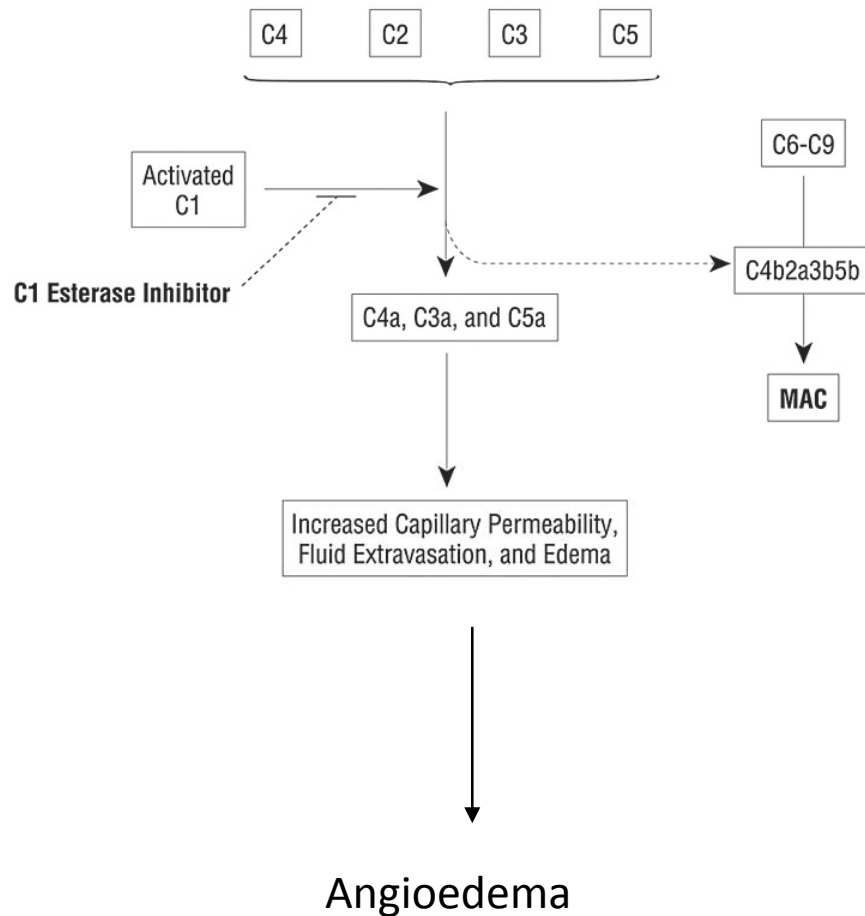 C4 C2 C3 C5
C6-C9
Activated
C1
C4b2a3b5b
C1 Esterase Inhibitor
C4a, C3a, and C5a
MAC
Increased Capillary Permeability,
Fluid Extravasation, and Edema
Angioedema